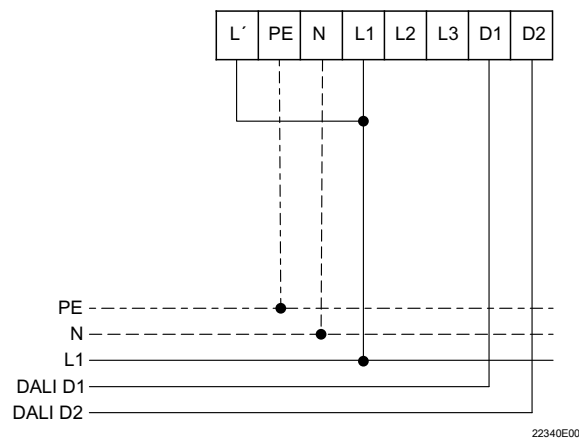 L´ PE N L1 L2 L3 D1 D2
PE
N
L1
DALI D1
DALI D2
22340E00